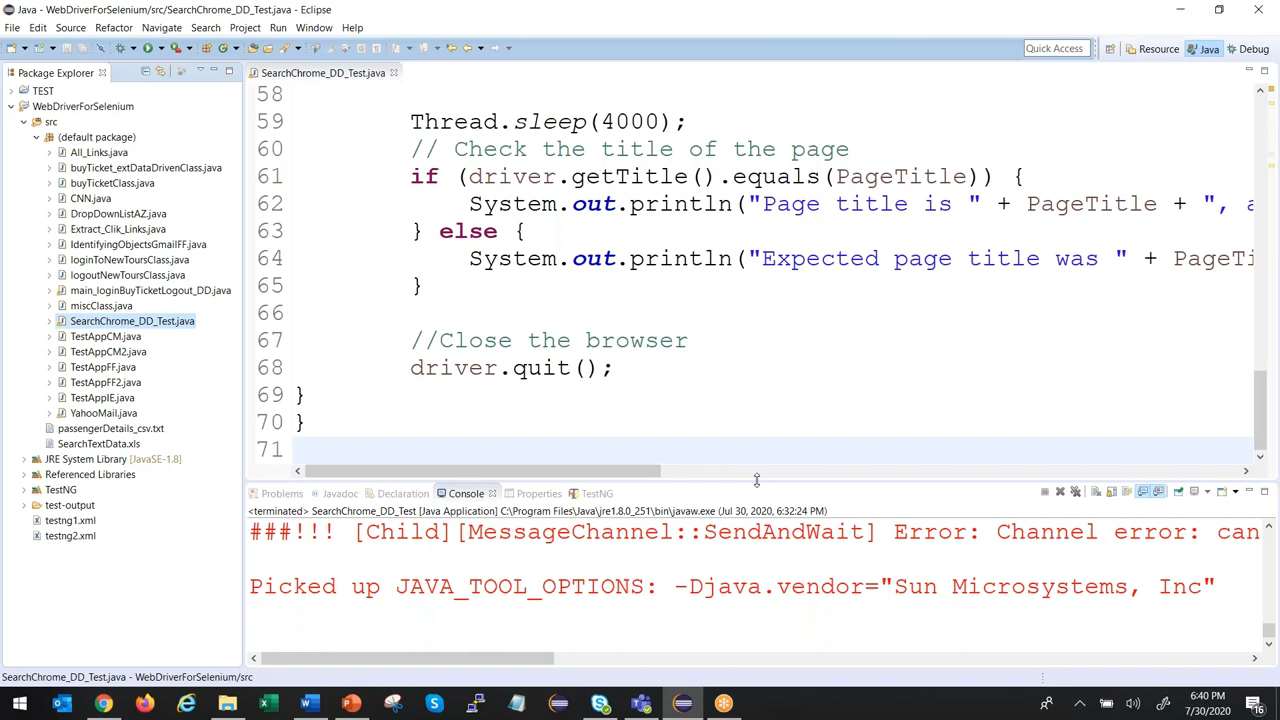 Java - WebDriverForSelenium/src/SearchChrome_DD_Test.java - Eclipse
File Edit Source Refactor Navigate Search Project Run Window Help
Quick Access
Resource
Java
Debug
Package Explorer
TEST
WebDriverForSelenium
src
(default package)
All_Links.java
buyTicket_extDataDrivenClass.java
buyTicketClass.java
CNN.java
DropDownListAZ.java
Extract_Clik_Links.java
IdentifyingObjectsGmailFF.java
loginToNewToursClass.java
logoutNewToursClass.java
main_loginBuyTicketLogout_DD.java
miscClass.java
SearchChrome_DD_Test.java
TestAppCM.java
TestAppCM2.java
TestAppFF.java
TestAppFF2.java
TestAppIE.java
YahooMail.java
passengerDetails_csv.txt
SearchTextData.xls
JRE System Library [JavaSE-1.8]
Referenced Libraries
TestNG
test-output
testng1.xml
testng2.xml
SearchChrome_DD_Test.java
58
59 Thread.sleep(4000);
60 // Check the title of the page
61 if (driver.getTitle().equals(PageTitle)) {
62 System.out.println("Page title is " + PageTitle + ", a
63 } else {
64 System.out.println("Expected page title was " + PageTi
65 }
66
67 //Close the browser
68 driver.quit();
69 }
70 }
71
Problems Javadoc Declaration Console Properties TestNG
<terminated> SearchChrome_DD_Test [Java Application] C:\Program Files\Java\jre1.8.0_251\bin\javaw.exe (Jul 30, 2020, 6:32:24 PM)
###!!! [Child][MessageChannel::SendAndWait] Error: Channel error: can
Picked up JAVA_TOOL_OPTIONS: -Djava.vendor="Sun Microsystems, Inc"
SearchChrome_DD_Test.java - WebDriverForSelenium/src
6:40 PM
7/30/2020
16